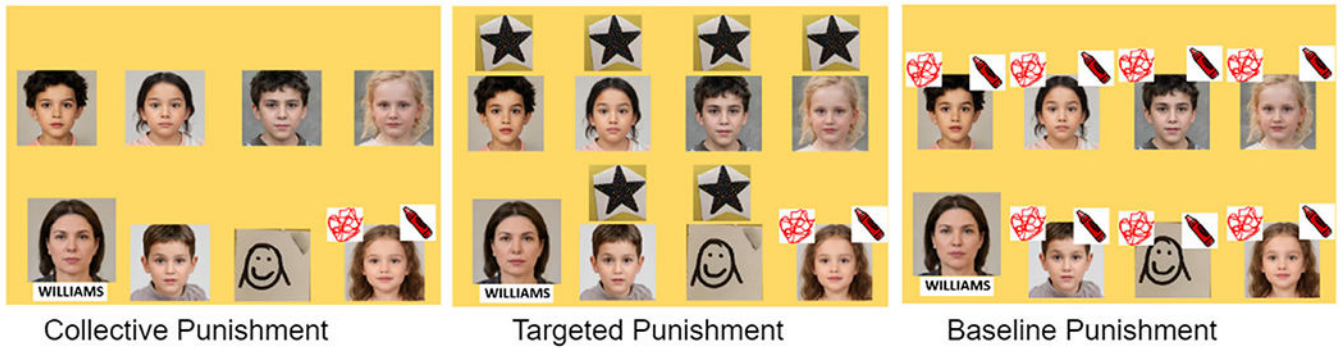 WILLIAMS
WILLIAMS
WILLIAMS
Collective Punishment
Targeted Punishment
Baseline Punishment